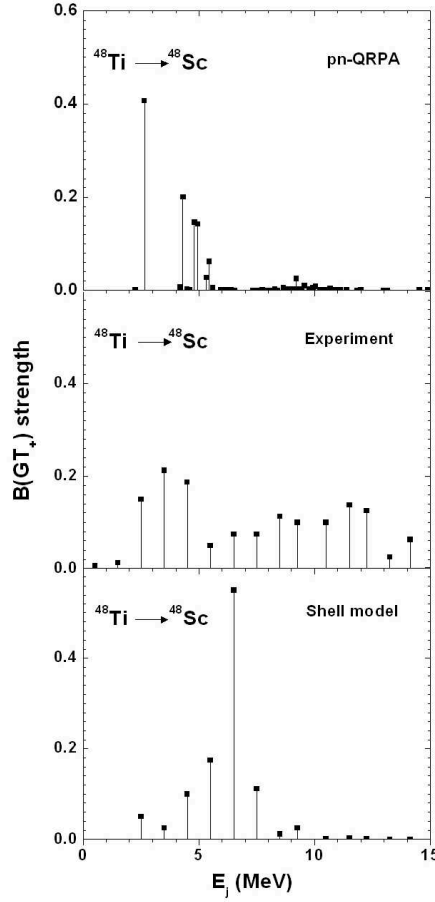 0.6
⁴⁸Ti → ⁴⁸Sc
pn-QRPA
0.4
0.2
0.0
⁴⁸Ti → ⁴⁸Sc
Experiment
0.4
0.2
0.0
⁴⁸Ti → ⁴⁸Sc
Shell model
0.4
0.2
0.0
0 5 10 15
B(GT₊) strength
Eⱼ (MeV)